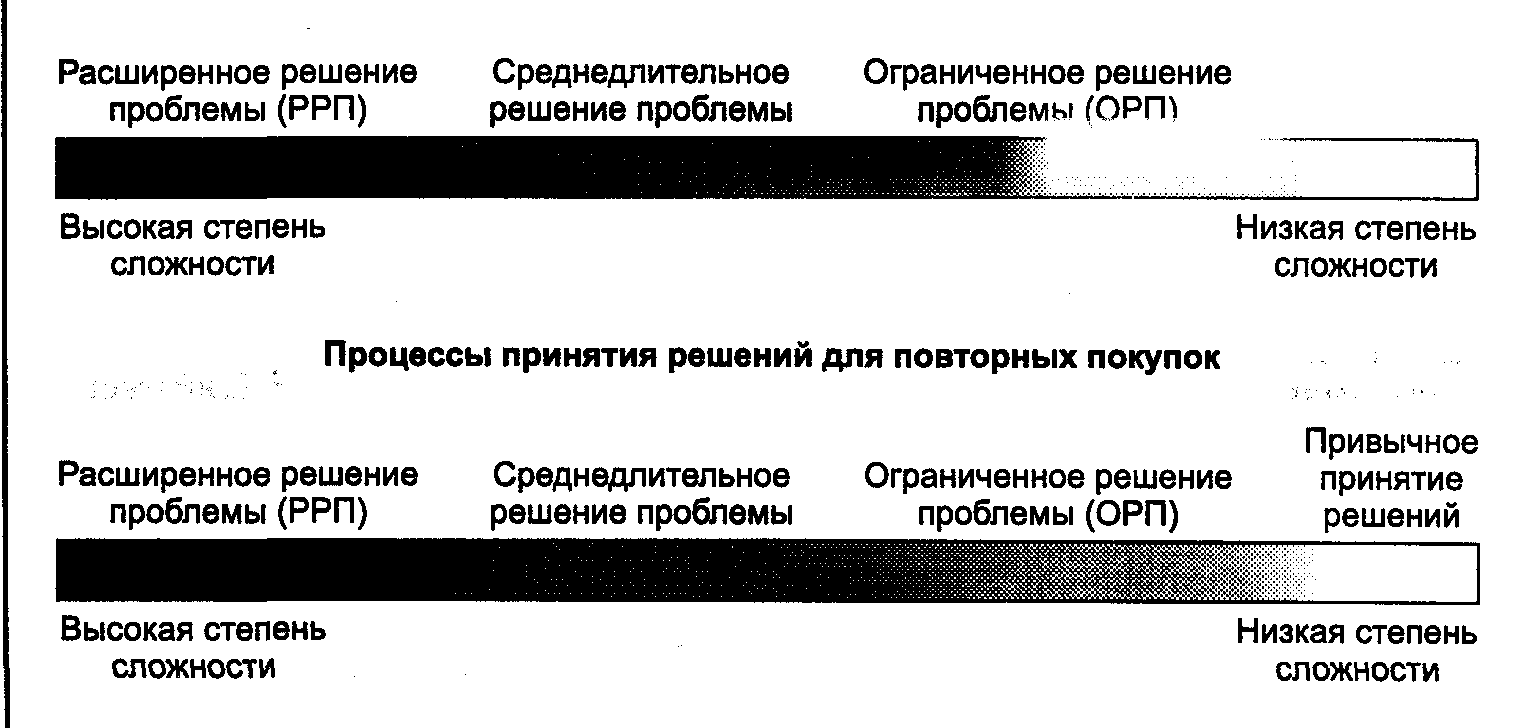 Расширенное решение
проблемы (РРП)
Среднедлительное
решение проблемы
Ограниченное решение
проблемы (ОРП)
Высокая степень
сложности
Низкая степень
сложности
Процессы принятия решений для повторных покупок
Расширенное решение
проблемы (РРП)
Среднедлительное
решение проблемы
Ограниченное решение
проблемы (ОРП)
Привычное
принятие
решений
Высокая степень
сложности
Низкая степень
сложности